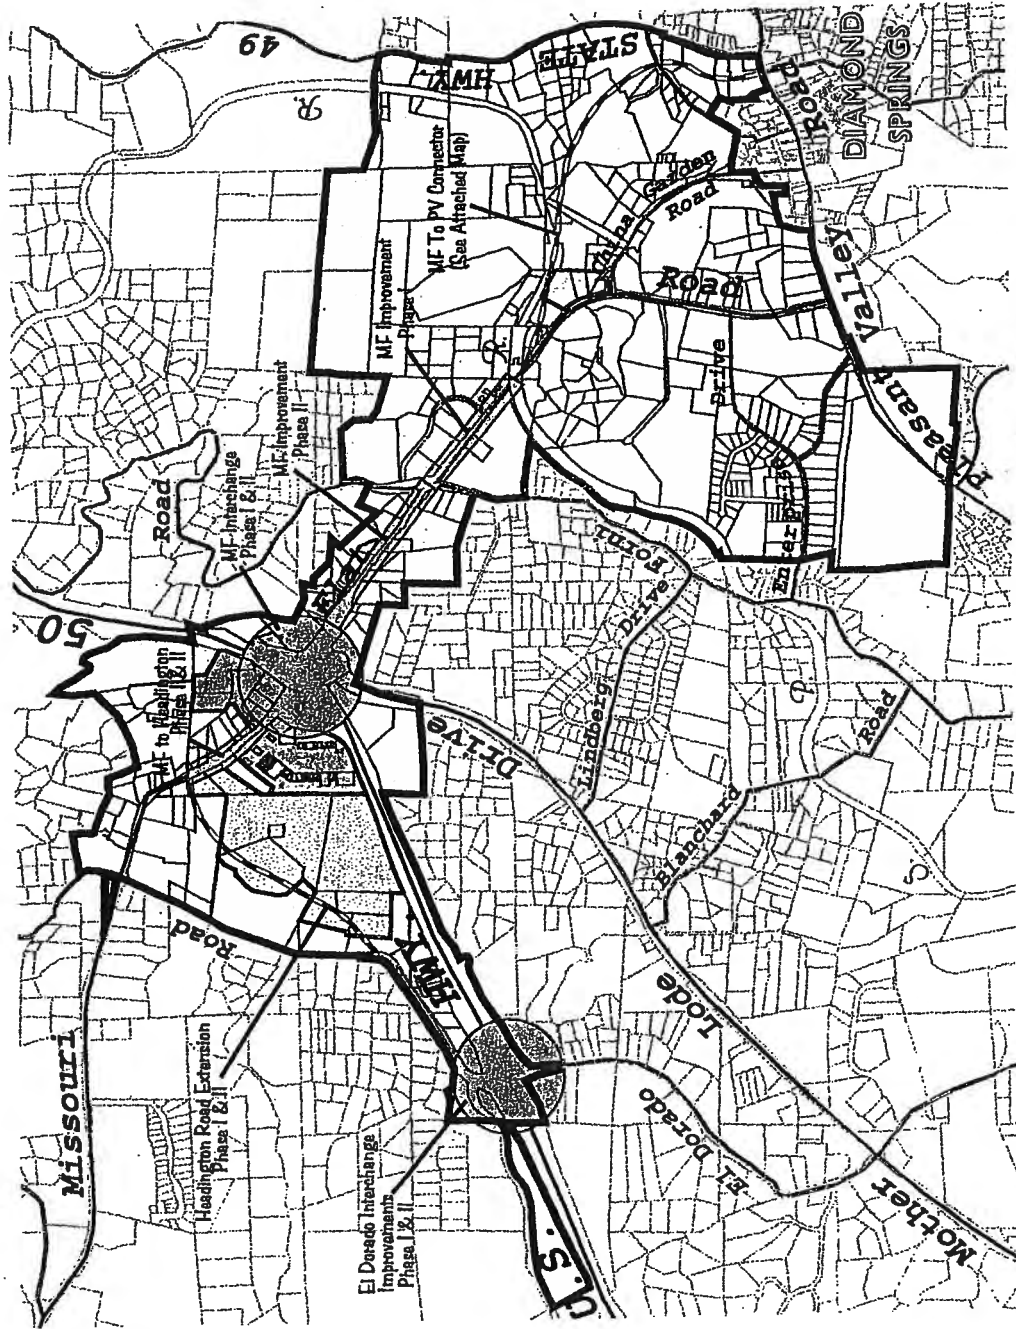 49
STATE
HWY
R.
Road
DIAMOND
SPRINGS
MF To PV Connector
(See Attached Map)
Garden
Road
China
MF Improvement
Phase I
Road
Pleasant Valley
R.
MF Improvement
Phase II
MF Interchange
Phase I & II
Road
50
Drive
Enterprise
Forni
MF to Headington
Phase I & II
Drive
Lindberg
P.
Road
Blanchard
S
Mother Lode Drive
Road
HWY
Headington Road Extension
Phase I & II
Missouri
El Dorado
El Dorado Interchange
Improvements
Phase I & II
U.S.